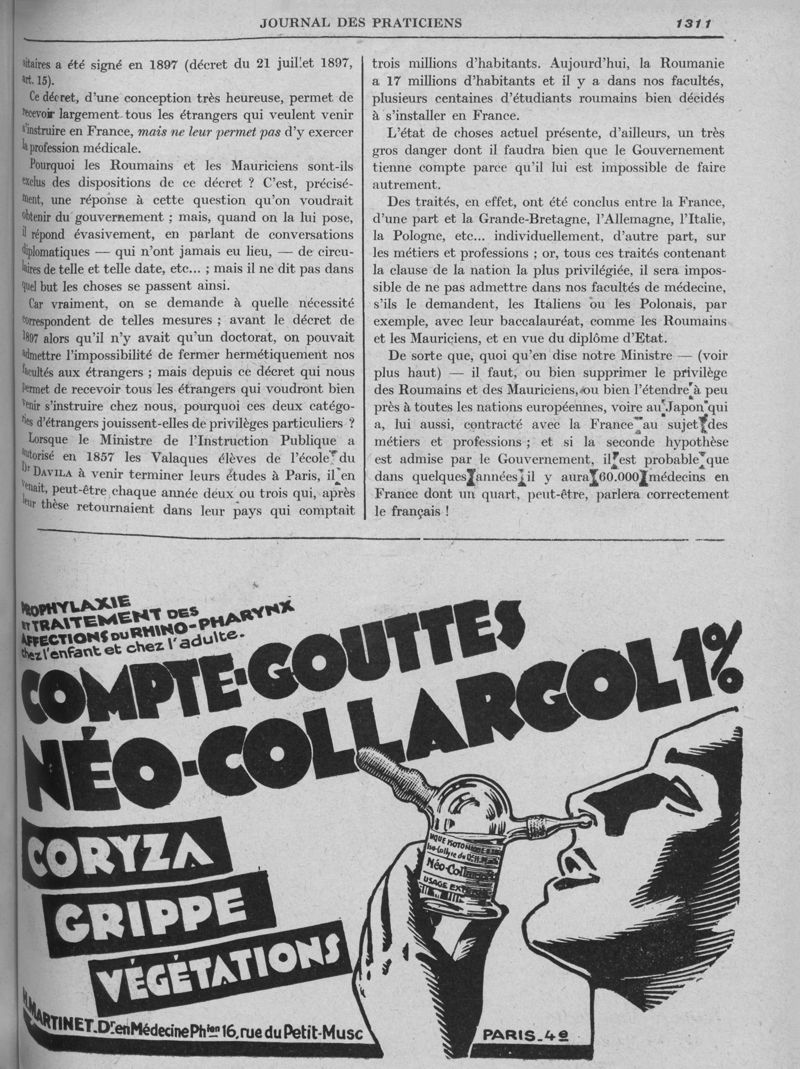 JOURNAL DES PRATICIENS
1311
sitaires a été signé en 1897 (décret du 21 juillet 1897,
art. 15).
Ce décret, d'une conception très heureuse, permet de
recevoir largement tous les étrangers qui veulent venir
s'instruire en France, mais ne leur permet pas d'y exercer
la profession médicale.
Pourquoi les Roumains et les Mauriciens sont-ils
exclus des dispositions de ce décret ? C'est, précisé-
ment, une réponse à cette question qu'on voudrait
obtenir du gouvernement ; mais, quand on la lui pose,
il répond évasivement, en parlant de conversations
diplomatiques — qui n'ont jamais eu lieu, — de circu-
laires de telle et telle date, etc... ; mais il ne dit pas dans
quel but les choses se passent ainsi.
Car vraiment, on se demande à quelle nécessité
correspondent de telles mesures ; avant le décret de
1897 alors qu'il n'y avait qu'un doctorat, on pouvait
admettre l'impossibilité de fermer hermétiquement nos
facultés aux étrangers ; mais depuis ce décret qui nous
permet de recevoir tous les étrangers qui voudront bien
venir s'instruire chez nous, pourquoi ces deux catégo-
ries d'étrangers jouissent-elles de privilèges particuliers ?
Lorsque le Ministre de l'Instruction Publique a
autorisé en 1857 les Valaques élèves de l'école du
Dr DAVILA à venir terminer leurs études à Paris, il en
venait, peut-être chaque année deux ou trois qui, après
leur thèse retournaient dans leur pays qui comptait
trois millions d'habitants. Aujourd'hui, la Roumanie
a 17 millions d'habitants et il y a dans nos facultés,
plusieurs centaines d'étudiants roumains bien décidés
à s'installer en France.
L'état de choses actuel présente, d'ailleurs, un très
gros danger dont il faudra bien que le Gouvernement
tienne compte parce qu'il lui est impossible de faire
autrement.
Des traités, en effet, ont été conclus entre la France,
d'une part et la Grande-Bretagne, l'Allemagne, l'Italie,
la Pologne, etc... individuellement, d'autre part, sur
les métiers et professions ; or, tous ces traités contenant
la clause de la nation la plus privilégiée, il sera impos-
sible de ne pas admettre dans nos facultés de médecine,
s'ils le demandent, les Italiens ou les Polonais, par
exemple, avec leur baccalauréat, comme les Roumains
et les Mauriciens, et en vue du diplôme d'Etat.
De sorte que, quoi qu'en dise notre Ministre — (voir
plus haut) — il faut, ou bien supprimer le privilège
des Roumains et des Mauriciens, ou bien l'étendre à peu
près à toutes les nations européennes, voire au Japon qui
a, lui aussi, contracté avec la France au sujet des
métiers et professions ; et si la seconde hypothèse
est admise par le Gouvernement, il est probable que
dans quelques années il y aura 60.000 médecins en
France dont un quart, peut-être, parlera correctement
le français !
PROPHYLAXIE
ET TRAITEMENT DES
AFFECTIONS DU RHINO-PHARYNX
chez l'enfant et chez l'adulte.
COMPTE-GOUTTES
NÉO-COLLARGOL 1%
Néo-Collargol
USAGE EXTERNE
CORYZA
GRIPPE
VÉGÉTATIONS
H. MARTINET. Dr en Médecine Phien 16, rue du Petit-Musc
PARIS_4e